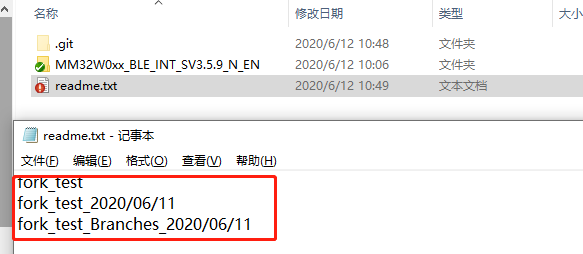 名称 修改日期 类型 大小
.git 2020/6/12 10:48 文件夹
MM32W0xx_BLE_INT_SV3.5.9_N_EN 2020/6/12 10:06 文件夹
readme.txt 2020/6/12 10:49 文本文档
readme.txt - 记事本
文件(F) 编辑(E) 格式(O) 查看(V) 帮助(H)
fork_test
fork_test_2020/06/11
fork_test_Branches_2020/06/11